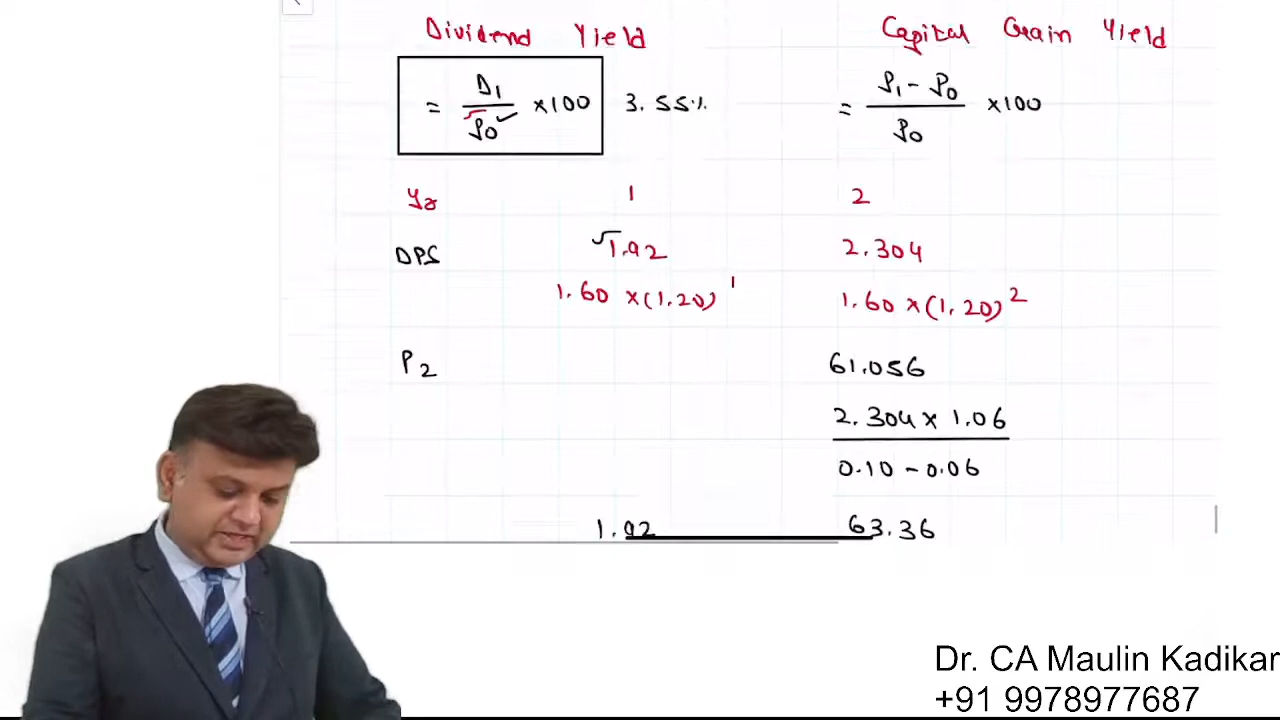 Dividend Yield Capital Gain Yield
= D1 / P0 ×100 3.55% = P1 - P0 / P0 ×100
Yr 1 2
DPS 1.92 2.304
1.60 ×(1.20)^1 1.60 ×(1.20)^2
P2 61.056
2.304 × 1.06
0.10 - 0.06
1.92 63.36
Dr. CA Maulin Kadikar
+91 9978977687